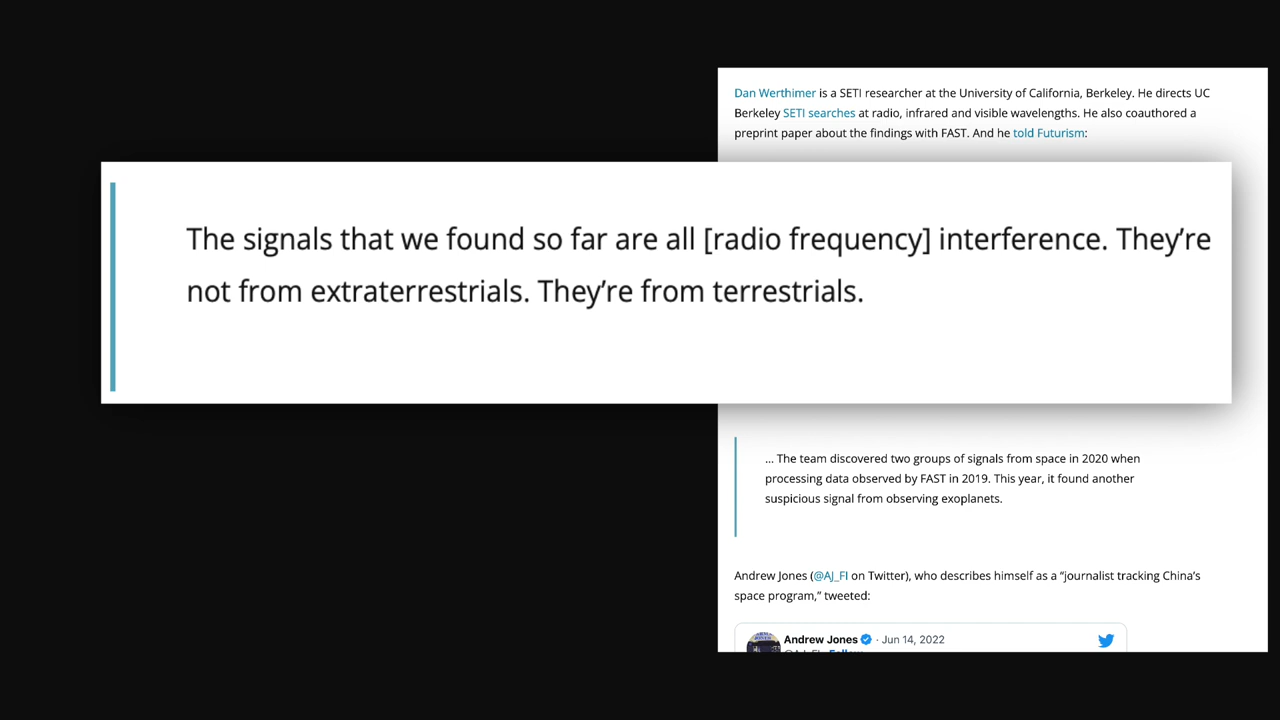 Dan Werthimer is a SETI researcher at the University of California, Berkeley. He directs UC
Berkeley SETI searches at radio, infrared and visible wavelengths. He also coauthored a
preprint paper about the findings with FAST. And he told Futurism:
The signals that we found so far are all [radio frequency] interference. They’re
not from extraterrestrials. They’re from terrestrials.
... The team discovered two groups of signals from space in 2020 when
processing data observed by FAST in 2019. This year, it found another
suspicious signal from observing exoplanets.
Andrew Jones (@AJ_FI on Twitter), who describes himself as a “journalist tracking China’s
space program,” tweeted:
Andrew Jones · Jun 14, 2022